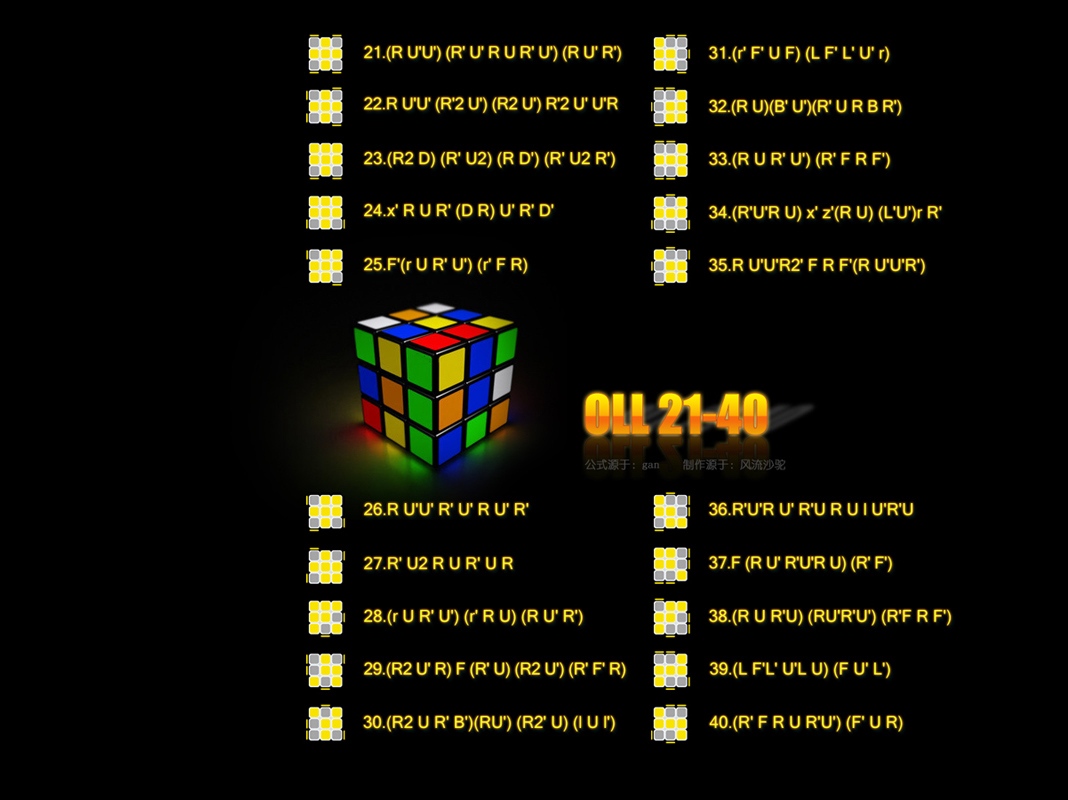 21.(R U'U') (R' U' R U R' U') (R U' R')
22.R U'U' (R'2 U') (R2 U') R'2 U' U'R
23.(R2 D) (R' U2) (R D') (R' U2 R')
24.x' R U R' (D R) U' R' D'
25.F'(r U R' U') (r' F R)
31.(r' F' U F) (L F' L' U' r)
32.(R U)(B' U')(R' U R B R')
33.(R U R' U') (R' F R F')
34.(R'U'R U) x' z'(R U) (L'U')r R'
35.R U'U'R2' F R F'(R U'U'R')
OLL 21-40
公式源于: gan 制作源于: 风流沙驼
26.R U'U' R' U' R U' R'
27.R' U2 R U R' U R
28.(r U R' U') (r' R U) (R U' R')
29.(R2 U' R) F (R' U) (R2 U') (R' F' R)
30.(R2 U R' B')(RU') (R2' U) (l U l')
36.R'U'R U' R'U R U l U'R'U
37.F (R U' R'U'R U) (R' F')
38.(R U R'U) (RU'R'U') (R'F R F')
39.(L F'L' U'L U) (F U' L')
40.(R' F R U R'U') (F' U R)